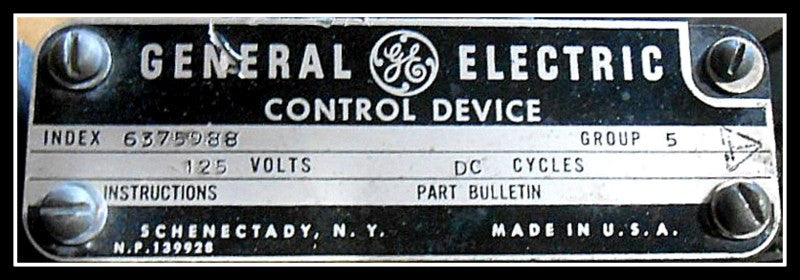 GENERAL GE ELECTRIC
CONTROL DEVICE
INDEX 6375988 GROUP 5
125 VOLTS DC CYCLES
INSTRUCTIONS PART BULLETIN
SCHENECTADY, N. Y. MADE IN U.S.A.
N.P.139928